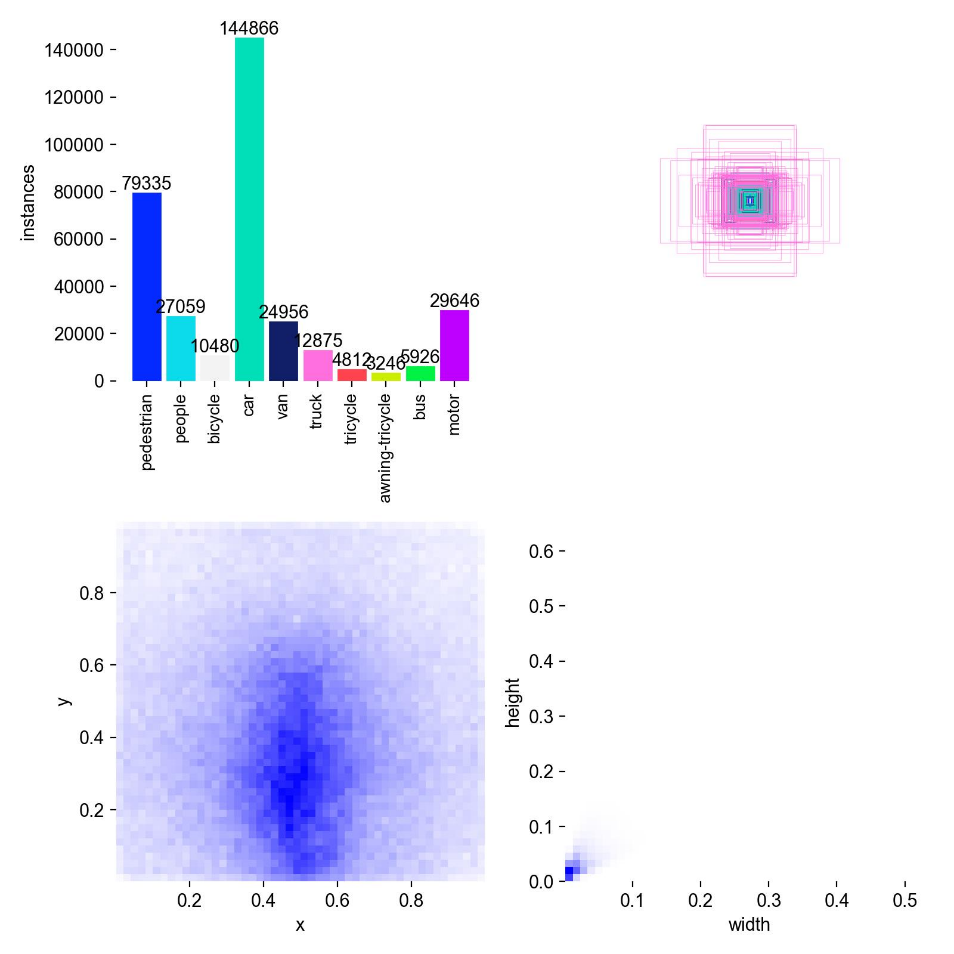 144866
140000
120000
100000
80000
60000
40000
20000
0
instances
79335
27059
10480
24956
12875
4812
3246
5926
29646
pedestrian
people
bicycle
car
van
truck
tricycle
awning-tricycle
bus
motor
0.8
0.6
0.4
0.2
y
0.2 0.4 0.6 0.8
x
0.6
0.5
0.4
0.3
0.2
0.1
0.0
height
0.1 0.2 0.3 0.4 0.5
width